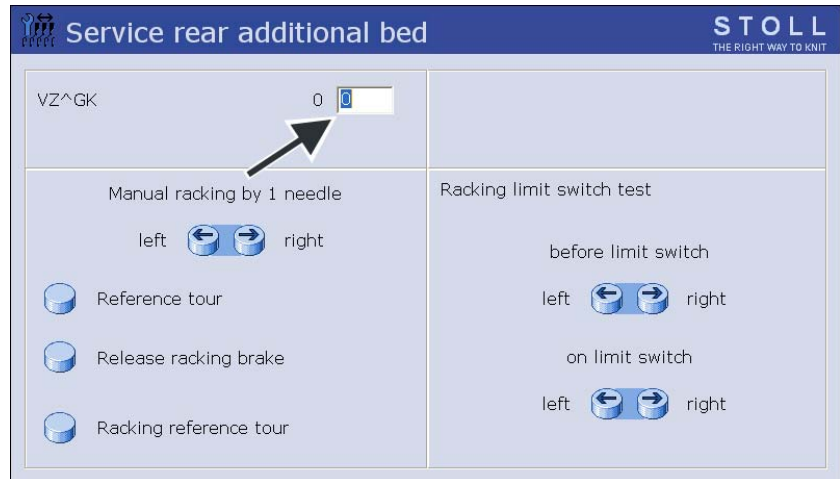 Service rear additional bed
STOLL
THE RIGHT WAY TO KNIT
VZ^GK 0 0
Manual racking by 1 needle
left right
Reference tour
Release racking brake
Racking reference tour
Racking limit switch test
before limit switch
left right
on limit switch
left right